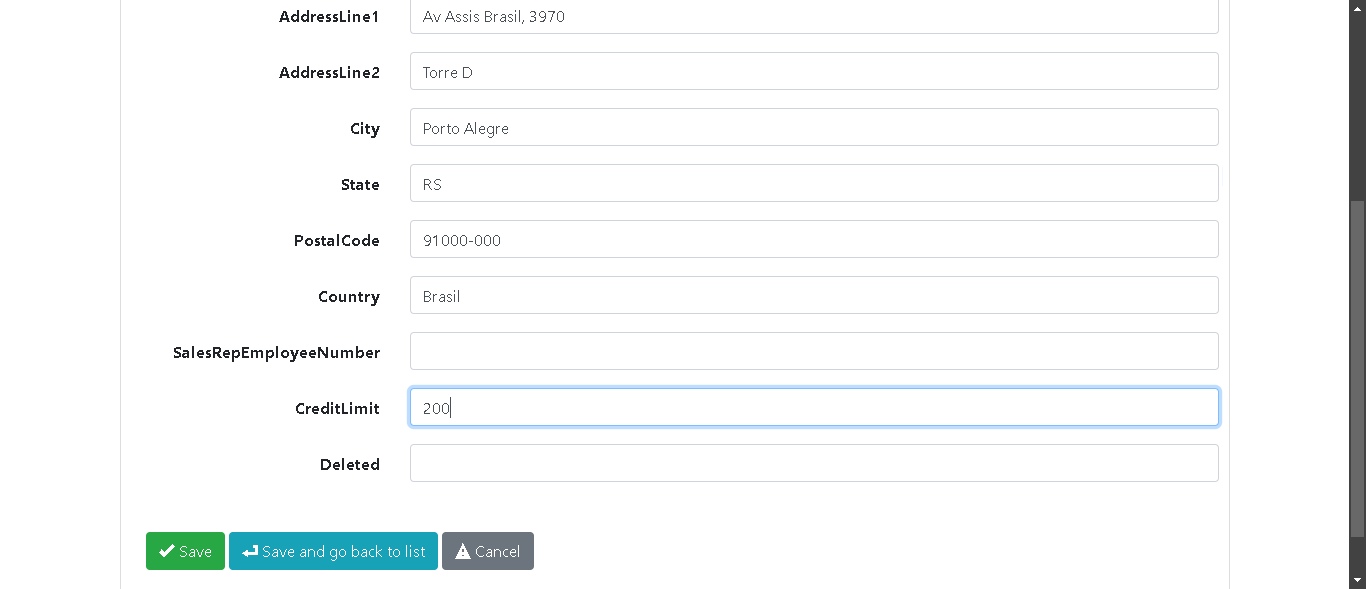 AddressLine1 Av Assis Brasil, 3970
AddressLine2 Torre D
City Porto Alegre
State RS
PostalCode 91000-000
Country Brasil
SalesRepEmployeeNumber
CreditLimit 200
Deleted
Save Save and go back to list Cancel